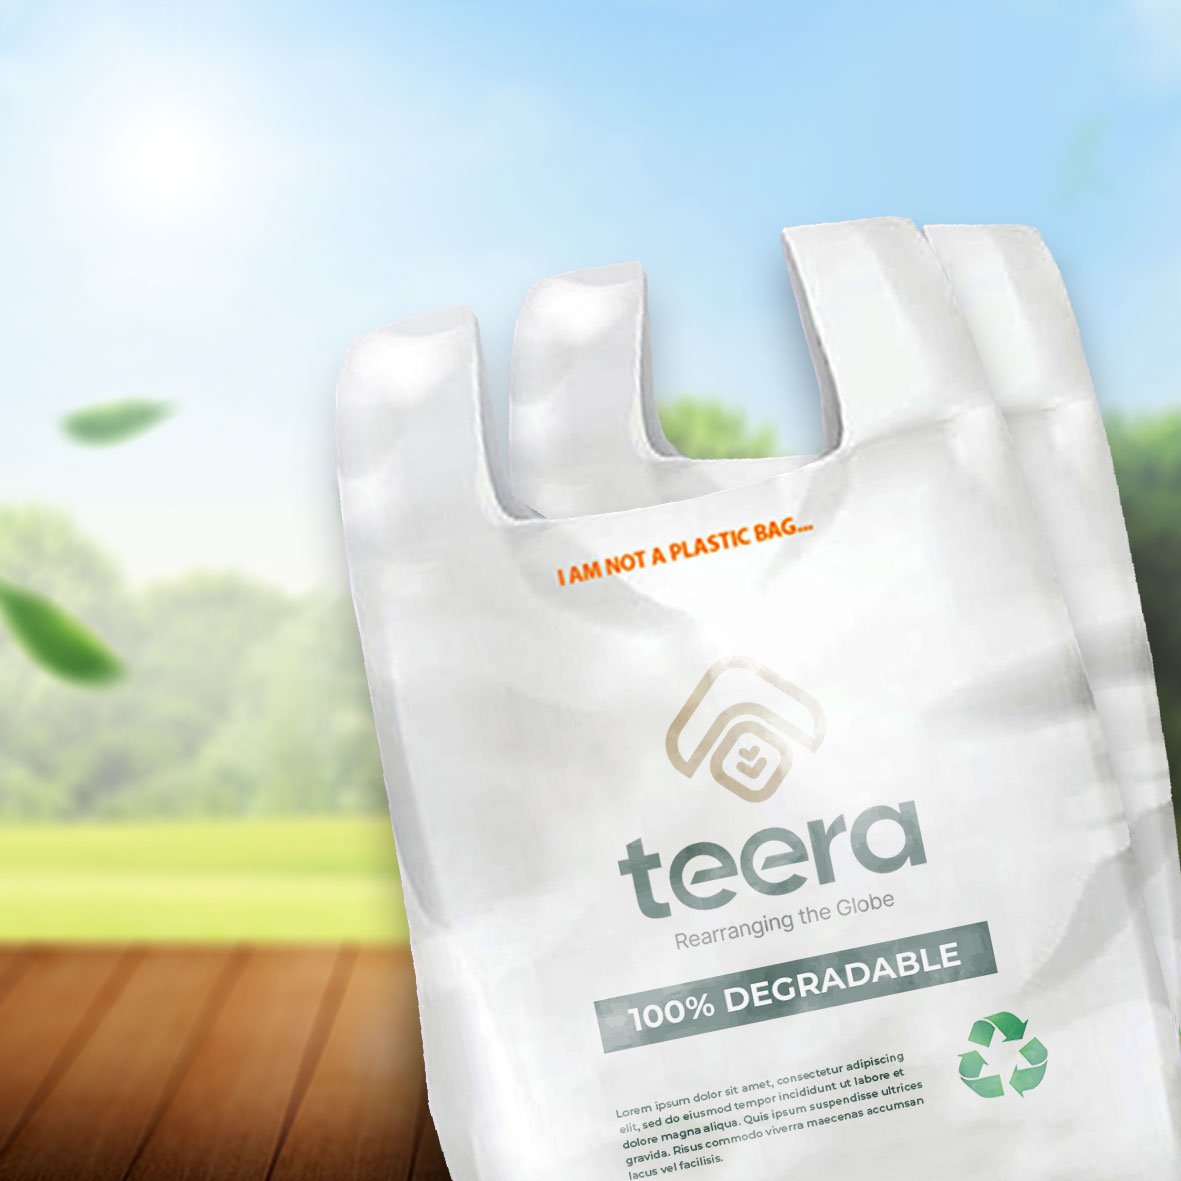 I AM NOT A PLASTIC BAG...
teera
Rearranging the Globe
100% DEGRADABLE
Lorem ipsum dolor sit amet, consectetur adipiscing
elit, sed do eiusmod tempor incididunt ut labore et
dolore magna aliqua. Quis ipsum suspendisse ultrices
gravida. Risus commodo viverra maecenas accumsan
lacus vel facilisis.